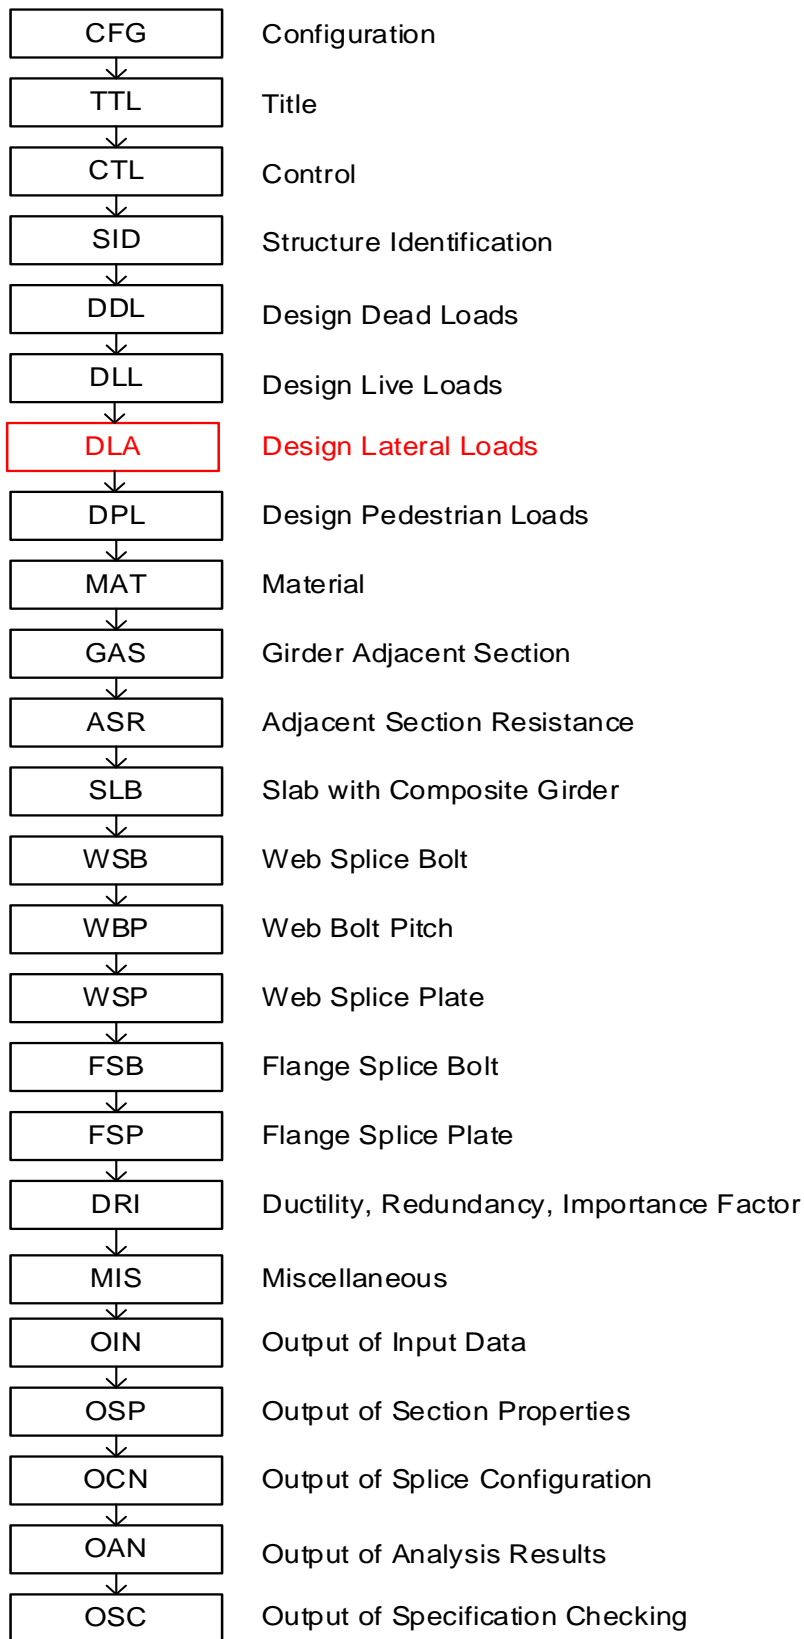 CFG Configuration
TTL Title
CTL Control
SID Structure Identification
DDL Design Dead Loads
DLL Design Live Loads
DLA Design Lateral Loads
DPL Design Pedestrian Loads
MAT Material
GAS Girder Adjacent Section
ASR Adjacent Section Resistance
SLB Slab with Composite Girder
WSB Web Splice Bolt
WBP Web Bolt Pitch
WSP Web Splice Plate
FSB Flange Splice Bolt
FSP Flange Splice Plate
DRI Ductility, Redundancy, Importance Factor
MIS Miscellaneous
OIN Output of Input Data
OSP Output of Section Properties
OCN Output of Splice Configuration
OAN Output of Analysis Results
OSC Output of Specification Checking